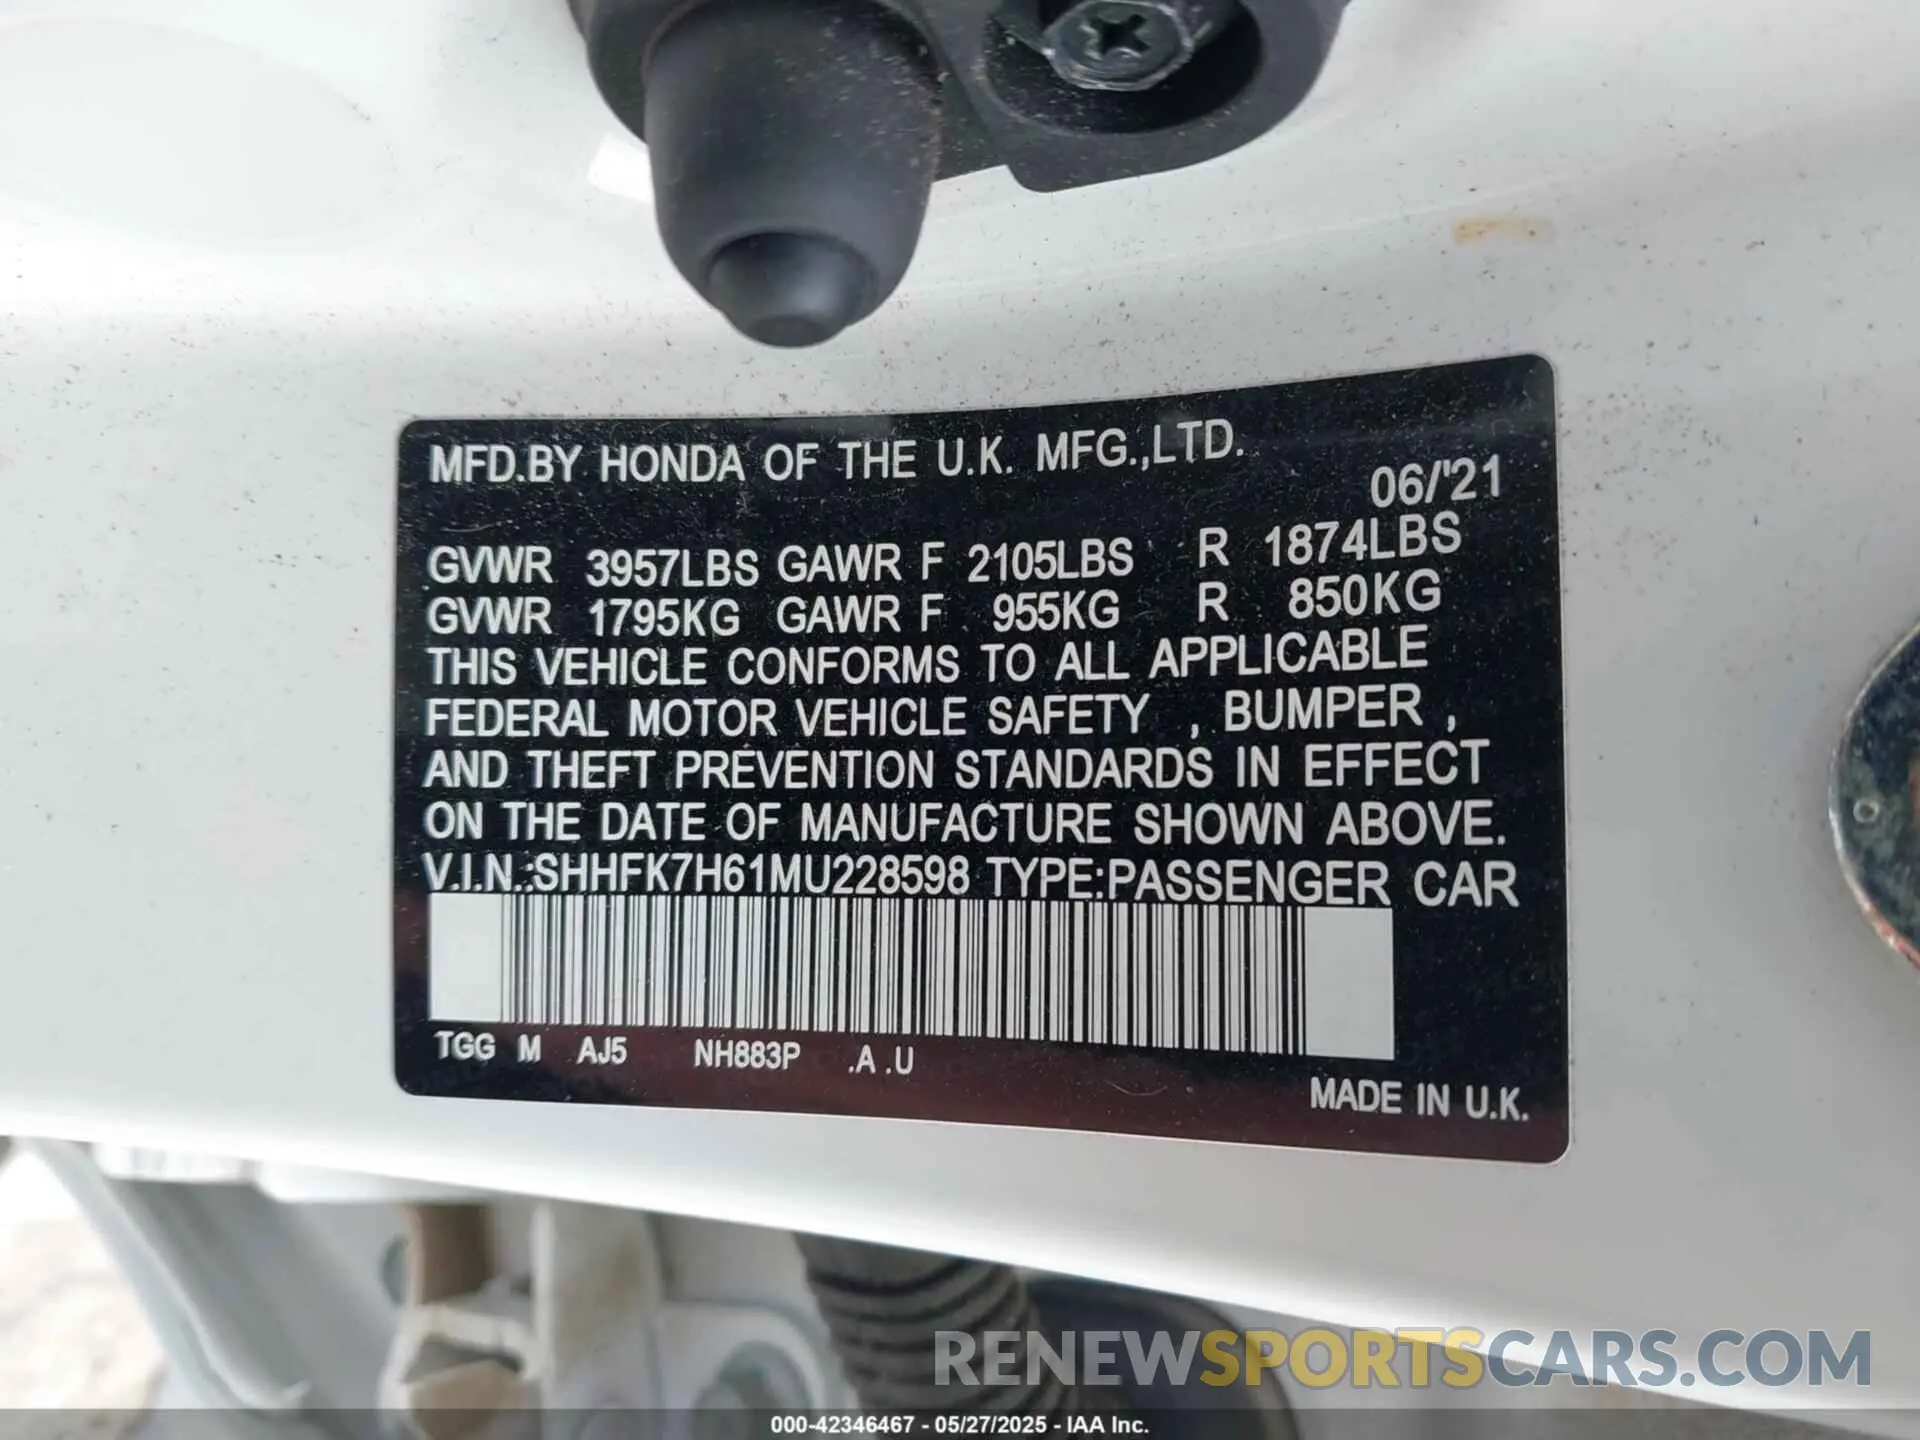 MFD.BY HONDA OF THE U.K. MFG.,LTD.
06/'21
GVWR 3957LBS GAWR F 2105LBS R 1874LBS
GVWR 1795KG GAWR F 955KG R 850KG
THIS VEHICLE CONFORMS TO ALL APPLICABLE
FEDERAL MOTOR VEHICLE SAFETY , BUMPER ,
AND THEFT PREVENTION STANDARDS IN EFFECT
ON THE DATE OF MANUFACTURE SHOWN ABOVE.
V.I.N.:SHHFK7H61MU228598 TYPE:PASSENGER CAR
TGG M AJ5 NH883P .A .U
MADE IN U.K.
RENEWSPORTSCARS.COM
000-42346467 - 05/27/2025 - IAA Inc.